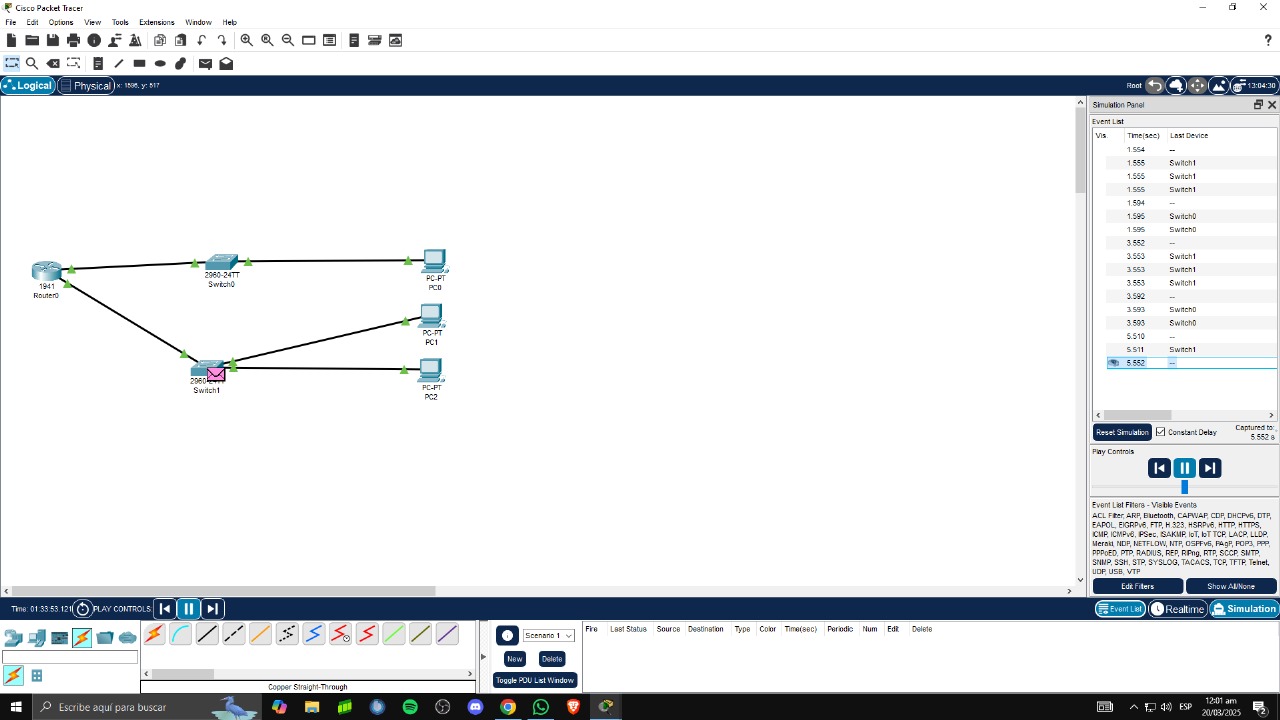 Cisco Packet Tracer
File Edit Options View Tools Extensions Window Help
Logical Physical x: 1596, y: 517 Root 13:04:30
Simulation Panel
Event List
Vis. Time(sec) Last Device
1.554 --
1.555 Switch1
1.555 Switch1
1.555 Switch1
1.594 --
1.595 Switch0
1.595 Switch0
3.552 --
3.553 Switch1
3.553 Switch1
3.553 Switch1
3.592 --
3.593 Switch0
3.593 Switch0
5.510 --
5.511 Switch1
5.552 --
1941
Router0
2960-24TT
Switch0
PC-PT
PC0
PC-PT
PC1
Switch1
PC-PT
PC2
Reset Simulation Constant Delay Captured to:
5.552 s
Play Controls
Event List Filters - Visible Events
ACL Filter, ARP, Bluetooth, CAPWAP, CDP, DHCPv6, DTP,
EAPOL, EIGRPv6, FTP, H.323, HSRPv6, HTTP, HTTPS,
ICMP, ICMPv6, IPSec, ISAKMP, IoT, IoT TCP, LACP, LLDP,
Meraki, NDP, NETFLOW, NTP, OSPFv6, PAgP, POP3, PPP,
PPPoED, PTP, RADIUS, REP, RIPng, RTP, SCCP, SMTP,
SNMP, SSH, STP, SYSLOG, TACACS, TCP, TFTP, Telnet,
UDP, USB, VTP
Edit Filters Show All/None
Time: 01:33:53.121 PLAY CONTROLS: Event List Realtime Simulation
Scenario 1
New Delete
Toggle PDU List Window
Fire Last Status Source Destination Type Color Time(sec) Periodic Num Edit Delete
Copper Straight-Through
Escribe aquí para buscar
ESP
12:01 am
20/03/2025
2